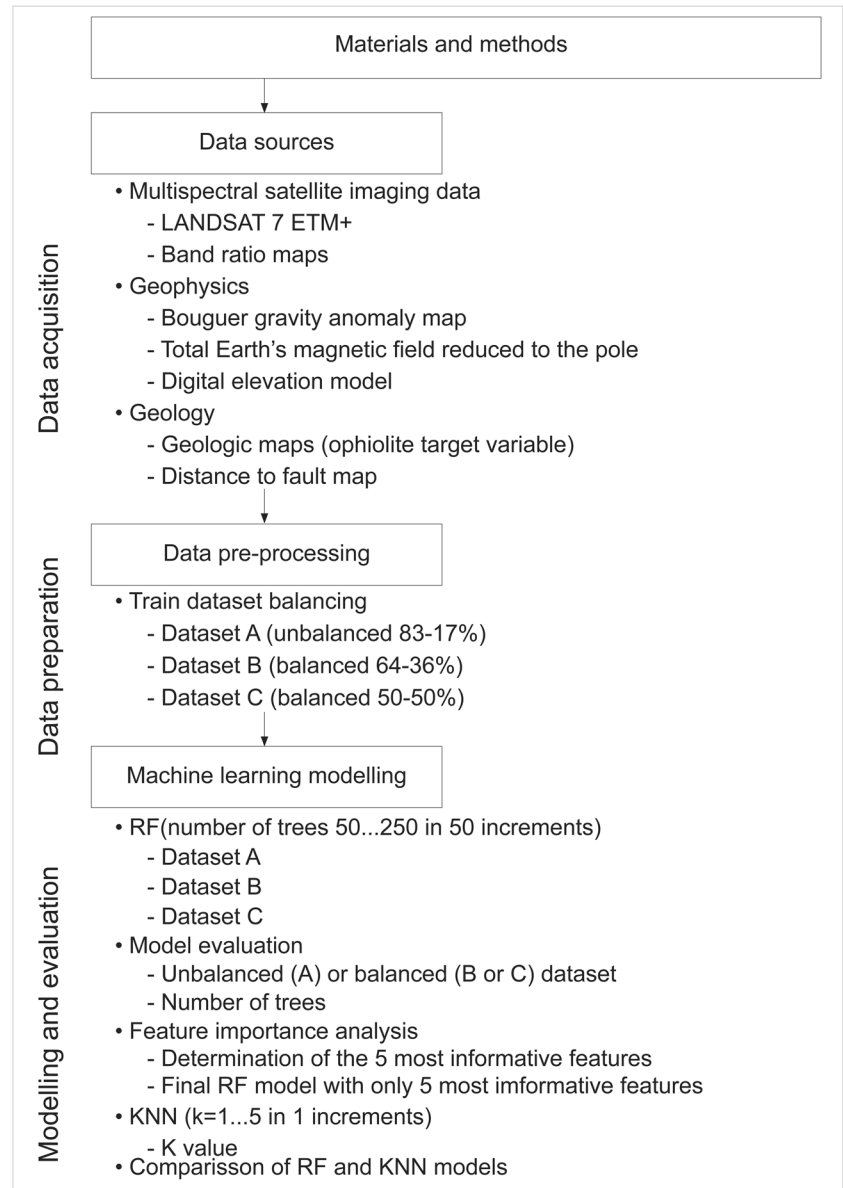 Materials and methods
Data sources
• Multispectral satellite imaging data
- LANDSAT 7 ETM+
- Band ratio maps
• Geophysics
- Bouguer gravity anomaly map
- Total Earth’s magnetic field reduced to the pole
- Digital elevation model
• Geology
- Geologic maps (ophiolite target variable)
- Distance to fault map
Data acquisition
Data pre-processing
• Train dataset balancing
- Dataset A (unbalanced 83-17%)
- Dataset B (balanced 64-36%)
- Dataset C (balanced 50-50%)
Data preparation
Machine learning modelling
• RF(number of trees 50...250 in 50 increments)
- Dataset A
- Dataset B
- Dataset C
• Model evaluation
- Unbalanced (A) or balanced (B or C) dataset
- Number of trees
• Feature importance analysis
- Determination of the 5 most informative features
- Final RF model with only 5 most imformative features
• KNN (k=1...5 in 1 increments)
- K value
• Comparisson of RF and KNN models
Modelling and evaluation